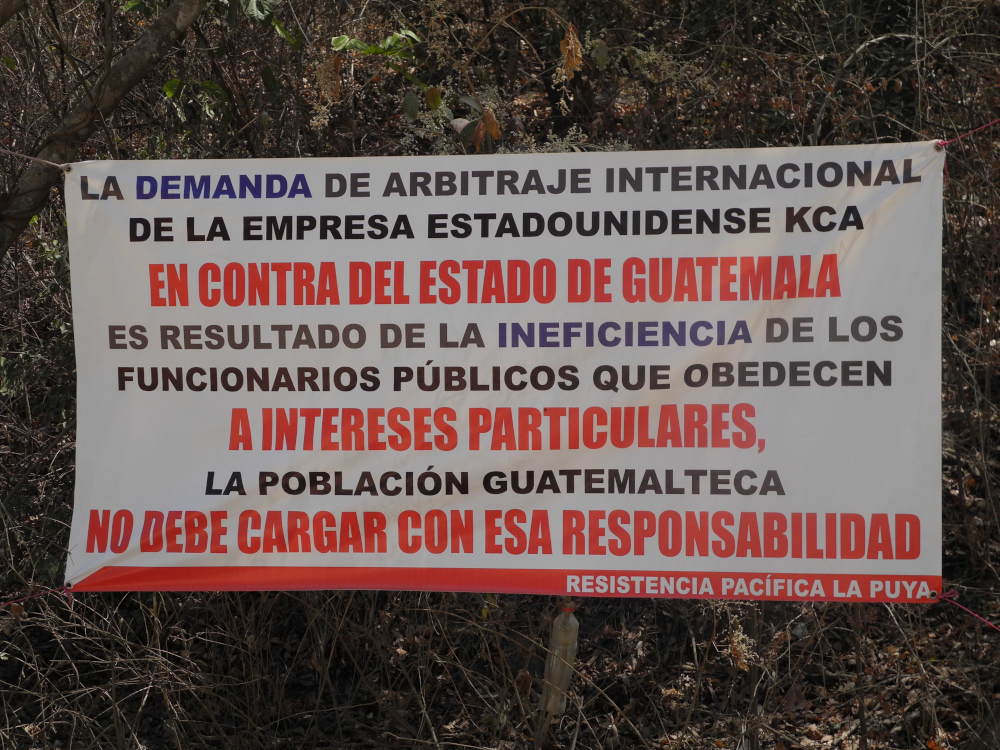 LA DEMANDA DE ARBITRAJE INTERNACIONAL
DE LA EMPRESA ESTADOUNIDENSE KCA
EN CONTRA DEL ESTADO DE GUATEMALA
ES RESULTADO DE LA INEFICIENCIA DE LOS
FUNCIONARIOS PÚBLICOS QUE OBEDECEN
A INTERESES PARTICULARES,
LA POBLACIÓN GUATEMALTECA
NO DEBE CARGAR CON ESA RESPONSABILIDAD
RESISTENCIA PACÍFICA LA PUYA